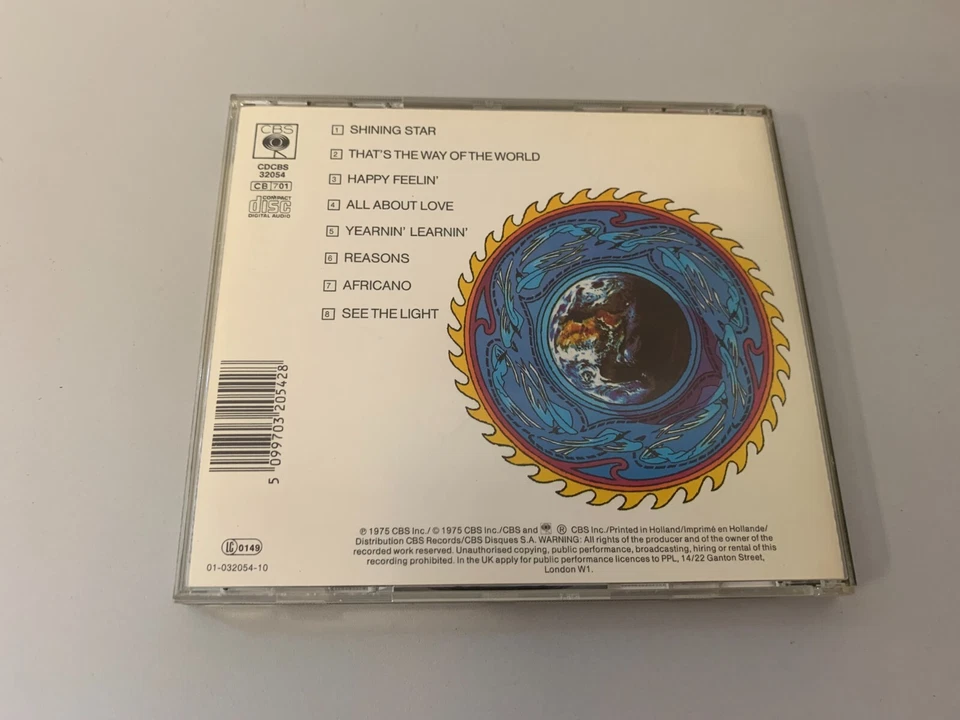 CBS
CDCBS
32054
CB 701
COMPACT
disc
DIGITAL AUDIO
1 SHINING STAR
2 THAT'S THE WAY OF THE WORLD
3 HAPPY FEELIN'
4 ALL ABOUT LOVE
5 YEARNIN' LEARNIN'
6 REASONS
7 AFRICANO
8 SEE THE LIGHT
5 099703 205428
LC 0149
01-032054-10
℗ 1975 CBS Inc./ © 1975 CBS Inc./CBS and ® CBS Inc./Printed in Holland/Imprimé en Hollande/
Distribution CBS Records/CBS Disques S.A. WARNING: All rights of the producer and of the owner of the
recorded work reserved. Unauthorised copying, public performance, broadcasting, hiring or rental of this
recording prohibited. In the UK apply for public performance licences to PPL, 14/22 Ganton Street,
London W1.